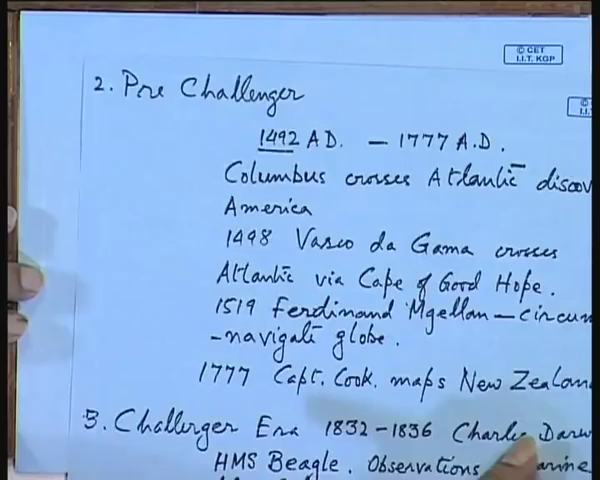 © CET
I.I.T. KGP
2. Pre Challenger
1492 A.D. — 1777 A.D.
Columbus crosses Atlantic discov
America
1498 Vasco da Gama crosses
Atlantic via Cape of Good Hope.
1519 Ferdinand Mgellan — circum
-navigate globe.
1777 Capt. Cook. maps New Zealan
3. Challenger Era 1832-1836 Charles Darw
HMS Beagle. Observations